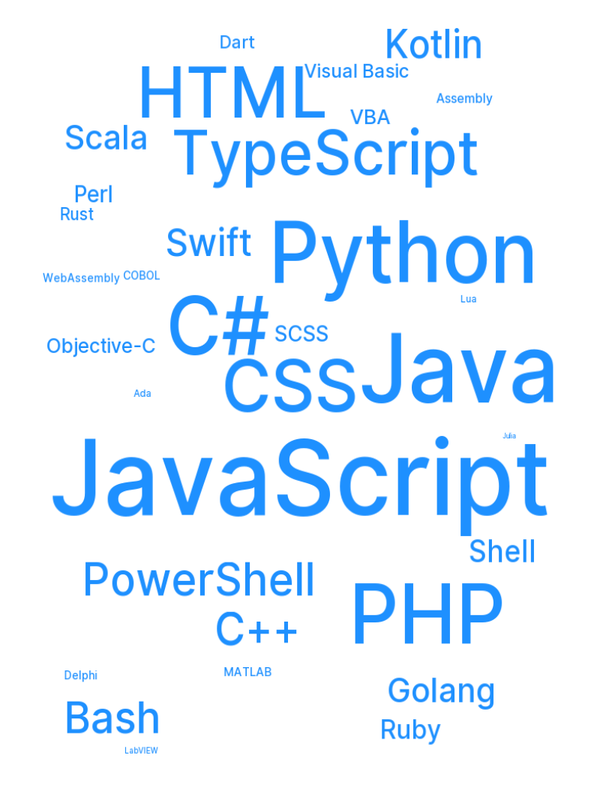 Kotlin
Dart
Visual Basic
HTML
Assembly
VBA
Scala
TypeScript
Perl
Rust
Swift
Python
WebAssembly
COBOL
Lua
C#
SCSS
Objective-C
Java
CSS
Ada
Julia
JavaScript
Shell
PowerShell
PHP
C++
MATLAB
Delphi
Golang
Bash
Ruby
LabVIEW